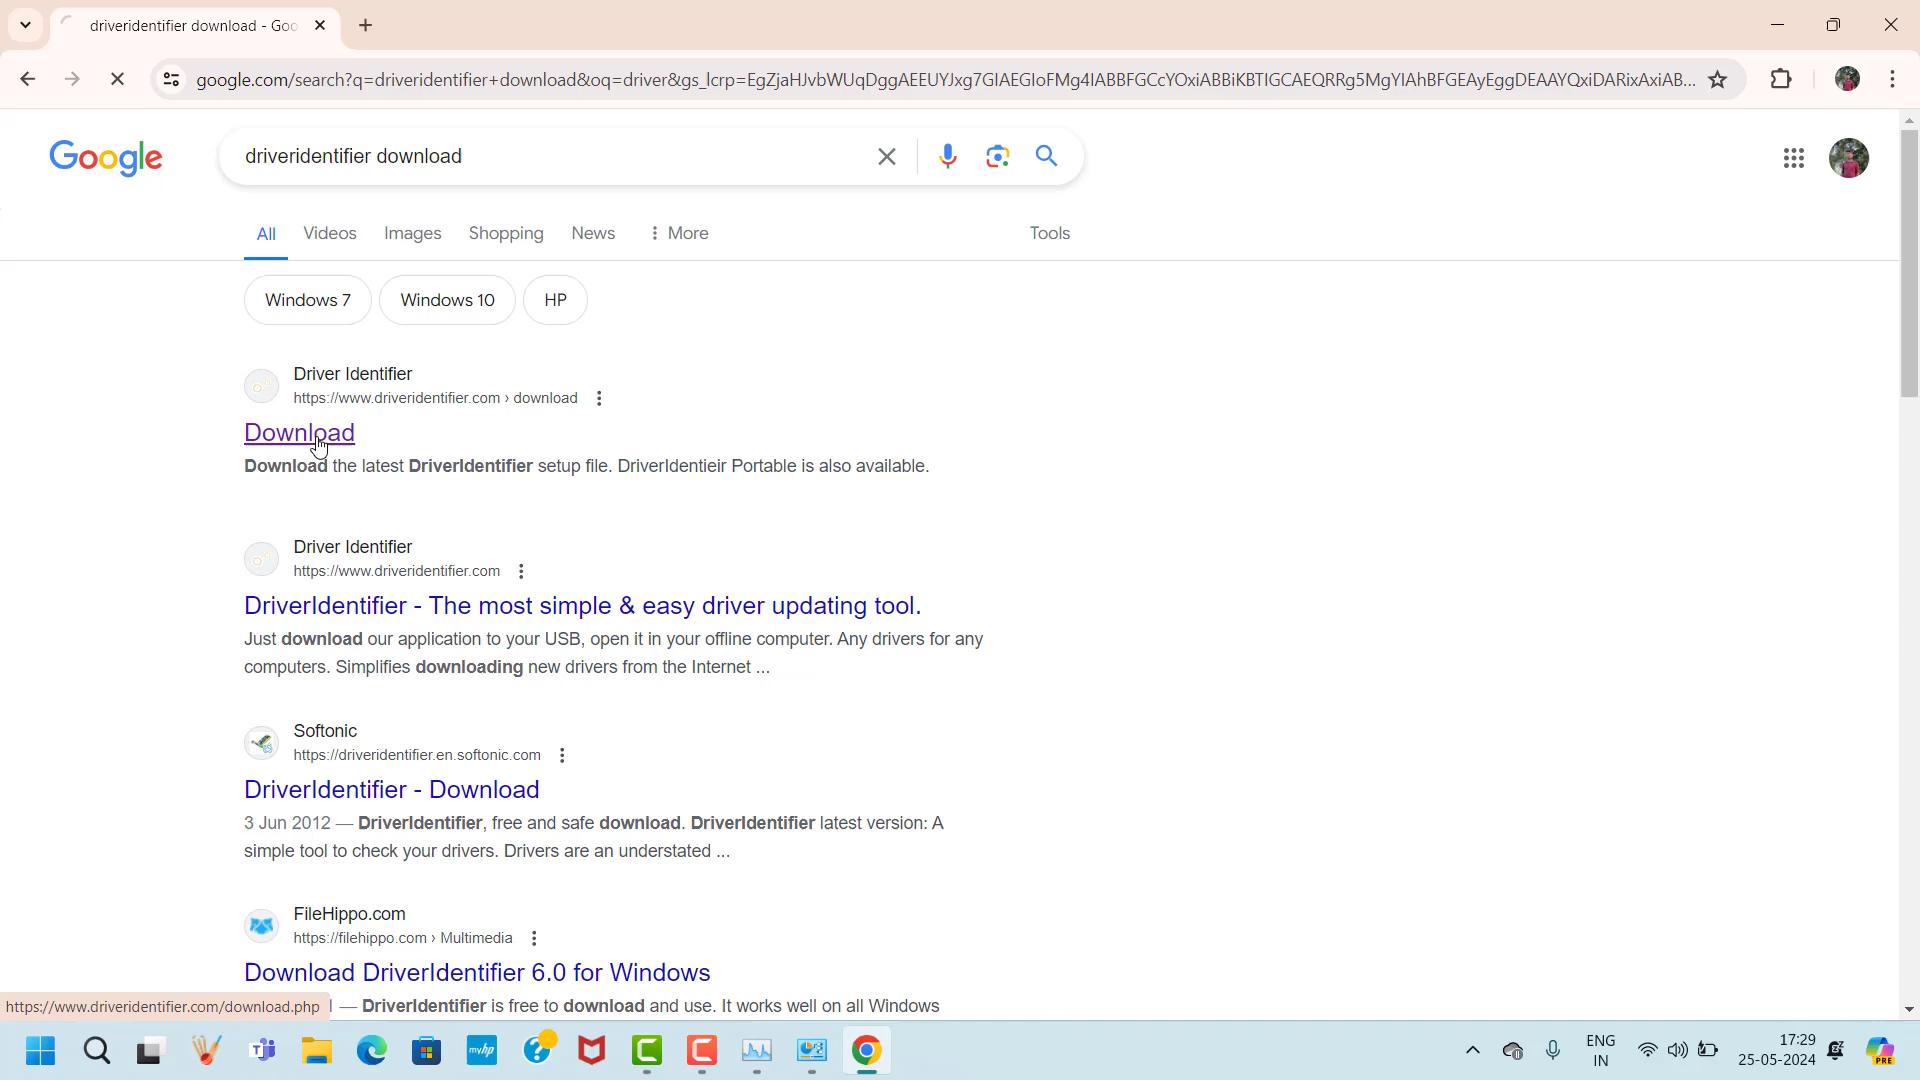 driveridentifier download - Goo
google.com/search?q=driveridentifier+download&oq=driver&gs_lcrp=EgZjaHJvbWUqDggAEEUYJxg7GIAEGIoFMg4IABBFGCcYOxiABBiKBTIGCAEQRRg5MgYIAhBFGEAyEggDEAAYQxiDARixAxiAB...
Google
driveridentifier download
All Videos Images Shopping News More Tools
Windows 7 Windows 10 HP
Driver Identifier
https://www.driveridentifier.com › download
Download
Download the latest DriverIdentifier setup file. DriverIdentieir Portable is also available.
Driver Identifier
https://www.driveridentifier.com
DriverIdentifier - The most simple & easy driver updating tool.
Just download our application to your USB, open it in your offline computer. Any drivers for any
computers. Simplifies downloading new drivers from the Internet ...
Softonic
https://driveridentifier.en.softonic.com
DriverIdentifier - Download
3 Jun 2012 — DriverIdentifier, free and safe download. DriverIdentifier latest version: A
simple tool to check your drivers. Drivers are an understated ...
FileHippo.com
https://filehippo.com › Multimedia
Download DriverIdentifier 6.0 for Windows
— DriverIdentifier is free to download and use. It works well on all Windows
https://www.driveridentifier.com/download.php
myhp
ENG
IN
17:29
25-05-2024
PRE